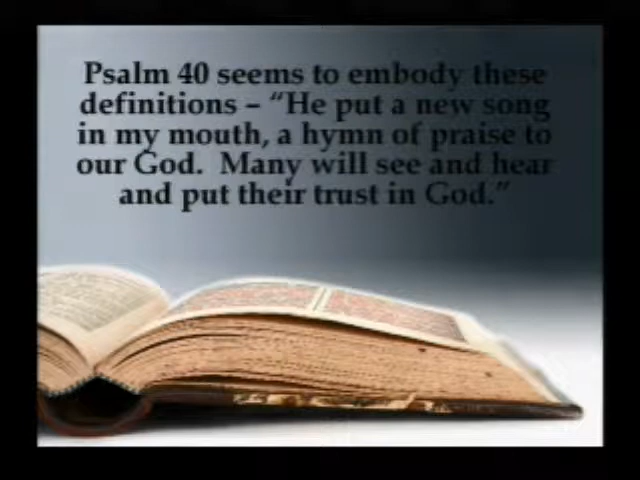 Psalm 40 seems to embody these
definitions – “He put a new song
in my mouth, a hymn of praise to
our God.  Many will see and hear
and put their trust in God.”